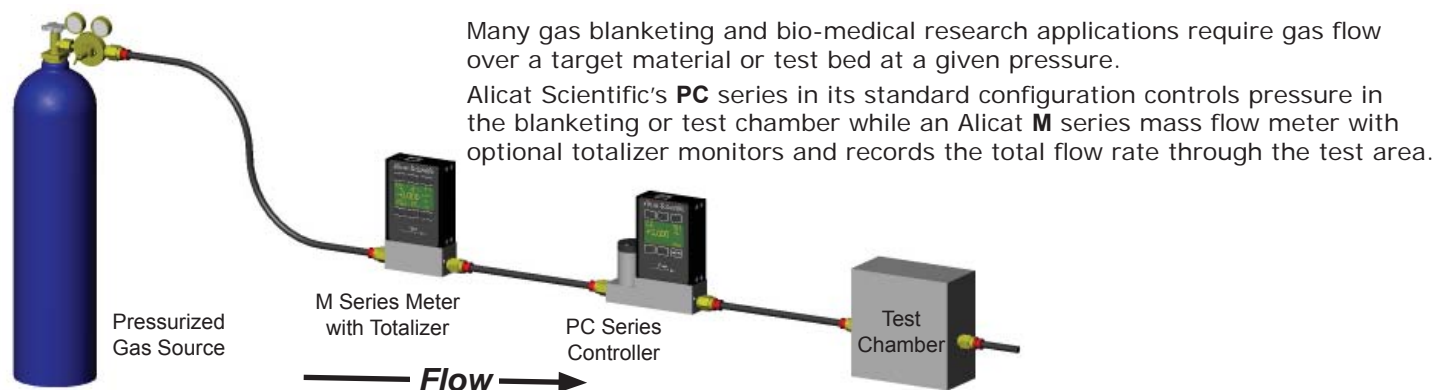 Many gas blanketing and bio-medical research applications require gas flow
over a target material or test bed at a given pressure.
Alicat Scientific's PC series in its standard configuration controls pressure in
the blanketing or test chamber while an Alicat M series mass flow meter with
optional totalizer monitors and records the total flow rate through the test area.
Pressurized
Gas Source
M Series Meter
with Totalizer
PC Series
Controller
Test
Chamber
Flow